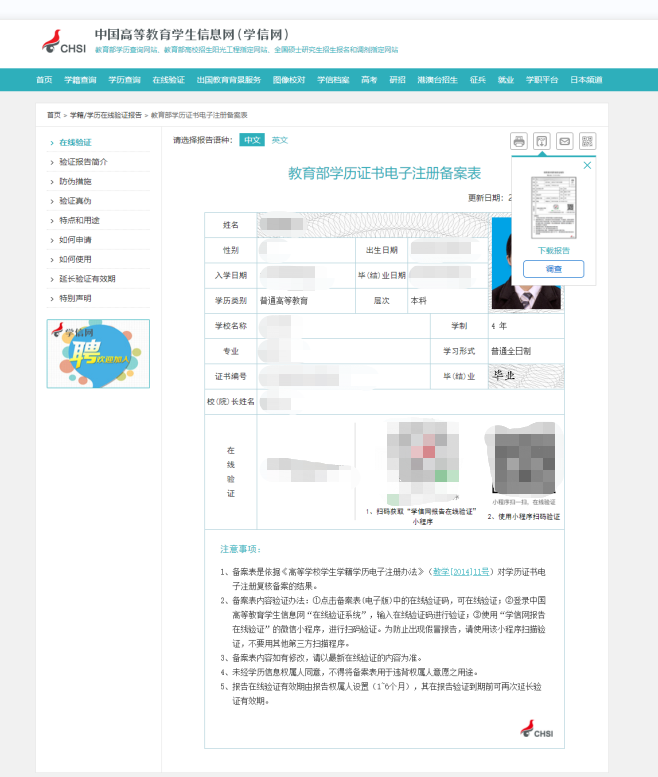 中国高等教育学生信息网(学信网)
CHSI 教育部学历查询网站、教育部高校招生阳光工程指定网站、全国硕士研究生招生报名和调剂指定网站
首页 学籍查询 学历查询 在线验证 出国教育背景服务 图像校对 学信档案 高考 研招 港澳台招生 征兵 就业 学职平台 日本频道
首页 » 学籍/学历在线验证报告 » 教育部学历证书电子注册备案表
› 在线验证
› 验证报告简介
› 防伪措施
› 验证真伪
› 特点和用途
› 如何申请
› 如何使用
› 延长验证有效期
› 特别声明
学信网
聘 欢迎加入
请选择报告语种: 中文 英文
×
下载报告
调查
教育部学历证书电子注册备案表
更新日期: 2
姓名
性别 出生日期
入学日期 毕(结)业日期
学历类别 普通高等教育 层次 本科
学校名称 学制 4 年
专业 学习形式 普通全日制
证书编号 毕(结)业 毕业
校(院)长姓名
在
线
验
证
小程序扫一扫，在线验证
1、扫码获取“学信网报告在线验证”
小程序
2、使用小程序扫码验证
注意事项:
1、备案表是依据《高等学校学生学籍学历电子注册办法》(教学[2014]11号)对学历证书电
子注册复核备案的结果。
2、备案表内容验证办法: ①点击备案表(电子版)中的在线验证码，可在线验证; ②登录中国
高等教育学生信息网“在线验证系统”，输入在线验证码进行验证; ③使用“学信网报告
在线验证”的微信小程序，进行扫码验证。为防止出现假冒报告，请使用该小程序扫描验
证，不要用其他第三方扫描程序。
3、备案表内容如有修改，请以最新在线验证的内容为准。
4、未经学历信息权属人同意，不得将备案表用于违背权属人意愿之用途。
5、报告在线验证有效期由报告权属人设置(1~6个月)，其在报告验证到期前可再次延长验
证有效期。
CHSI